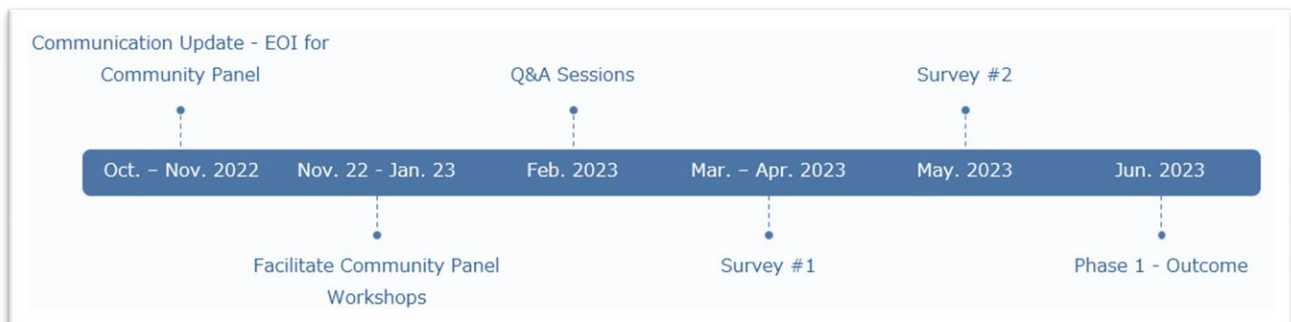 Communication Update - EOI for
Community Panel
Q&A Sessions
Survey #2
Oct. – Nov. 2022
Nov. 22 - Jan. 23
Feb. 2023
Mar. – Apr. 2023
May. 2023
Jun. 2023
Facilitate Community Panel
Workshops
Survey #1
Phase 1 - Outcome